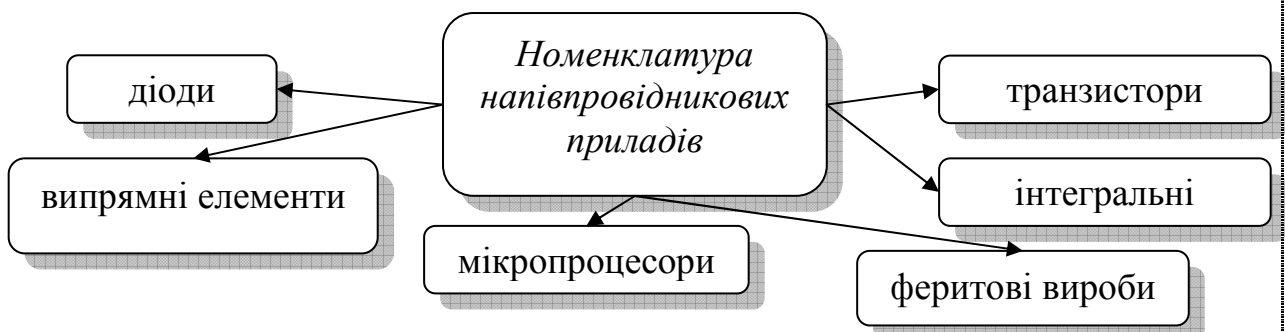 Номенклатура
напівпровідникових
приладів
діоди
транзистори
випрямні елементи
інтегральні
мікропроцесори
феритові вироби